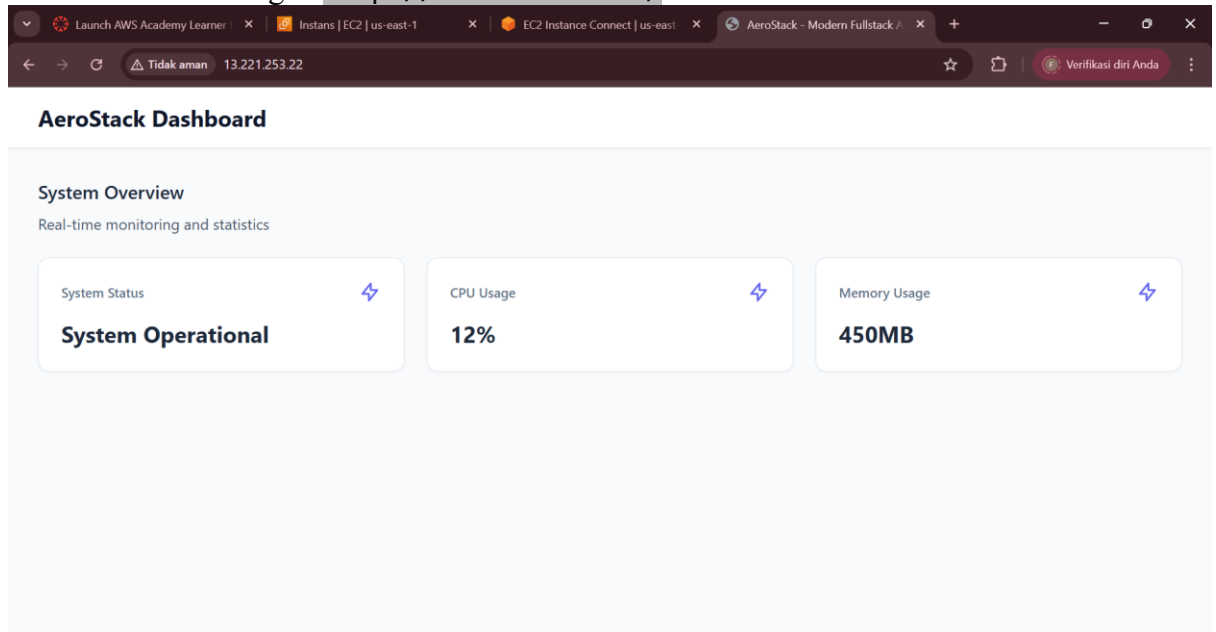 Launch AWS Academy Learner
Instans | EC2 | us-east-1
EC2 Instance Connect | us-east-
AeroStack - Modern Fullstack A
Tidak aman
13.221.253.22
Verifikasi diri Anda
AeroStack Dashboard
System Overview
Real-time monitoring and statistics
System Status
System Operational
CPU Usage
12%
Memory Usage
450MB